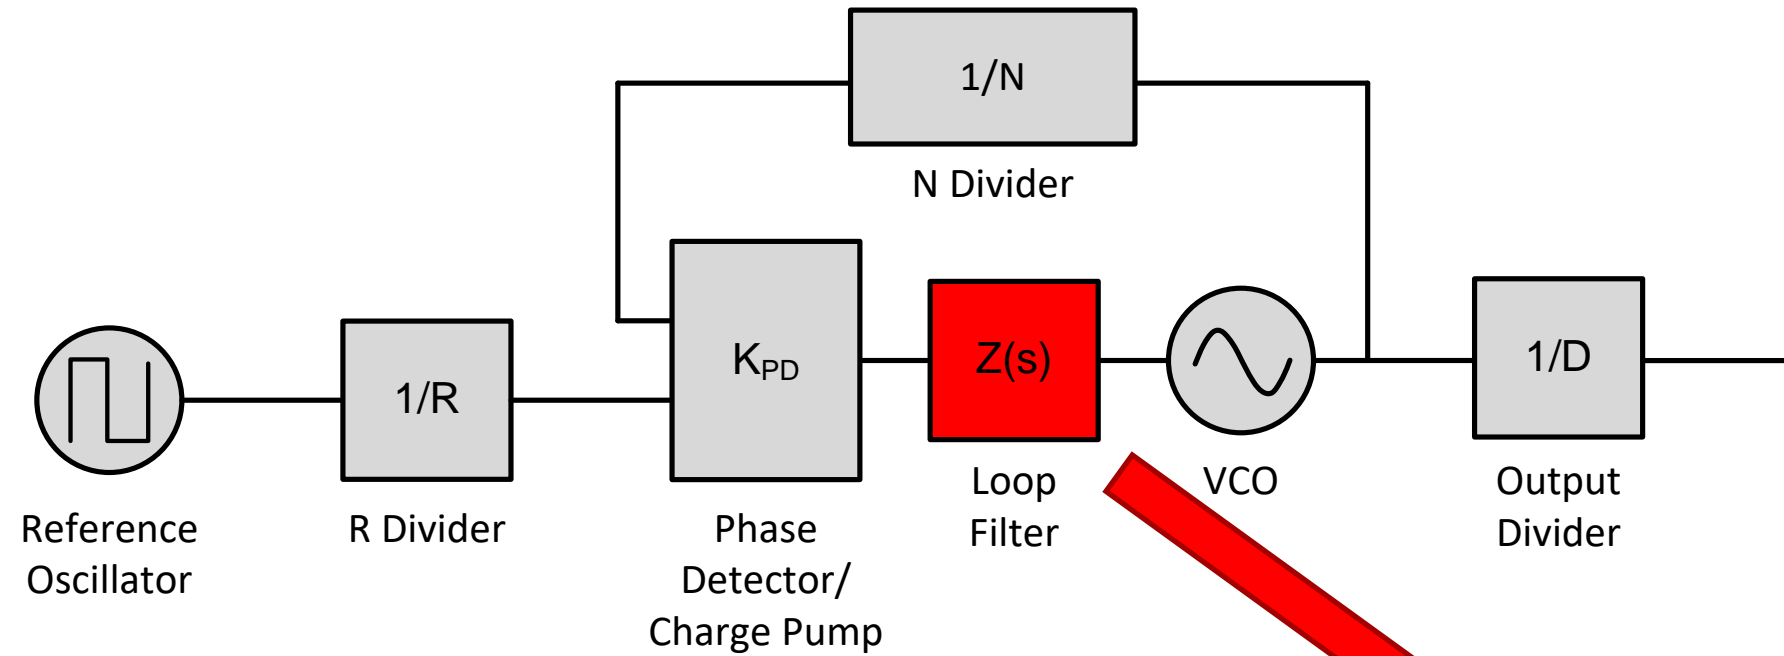 1/N
N Divider
K_PD
Z(s)
1/D
1/R
Loop
Filter
VCO
Output
Divider
Reference
Oscillator
R Divider
Phase
Detector/
Charge Pump